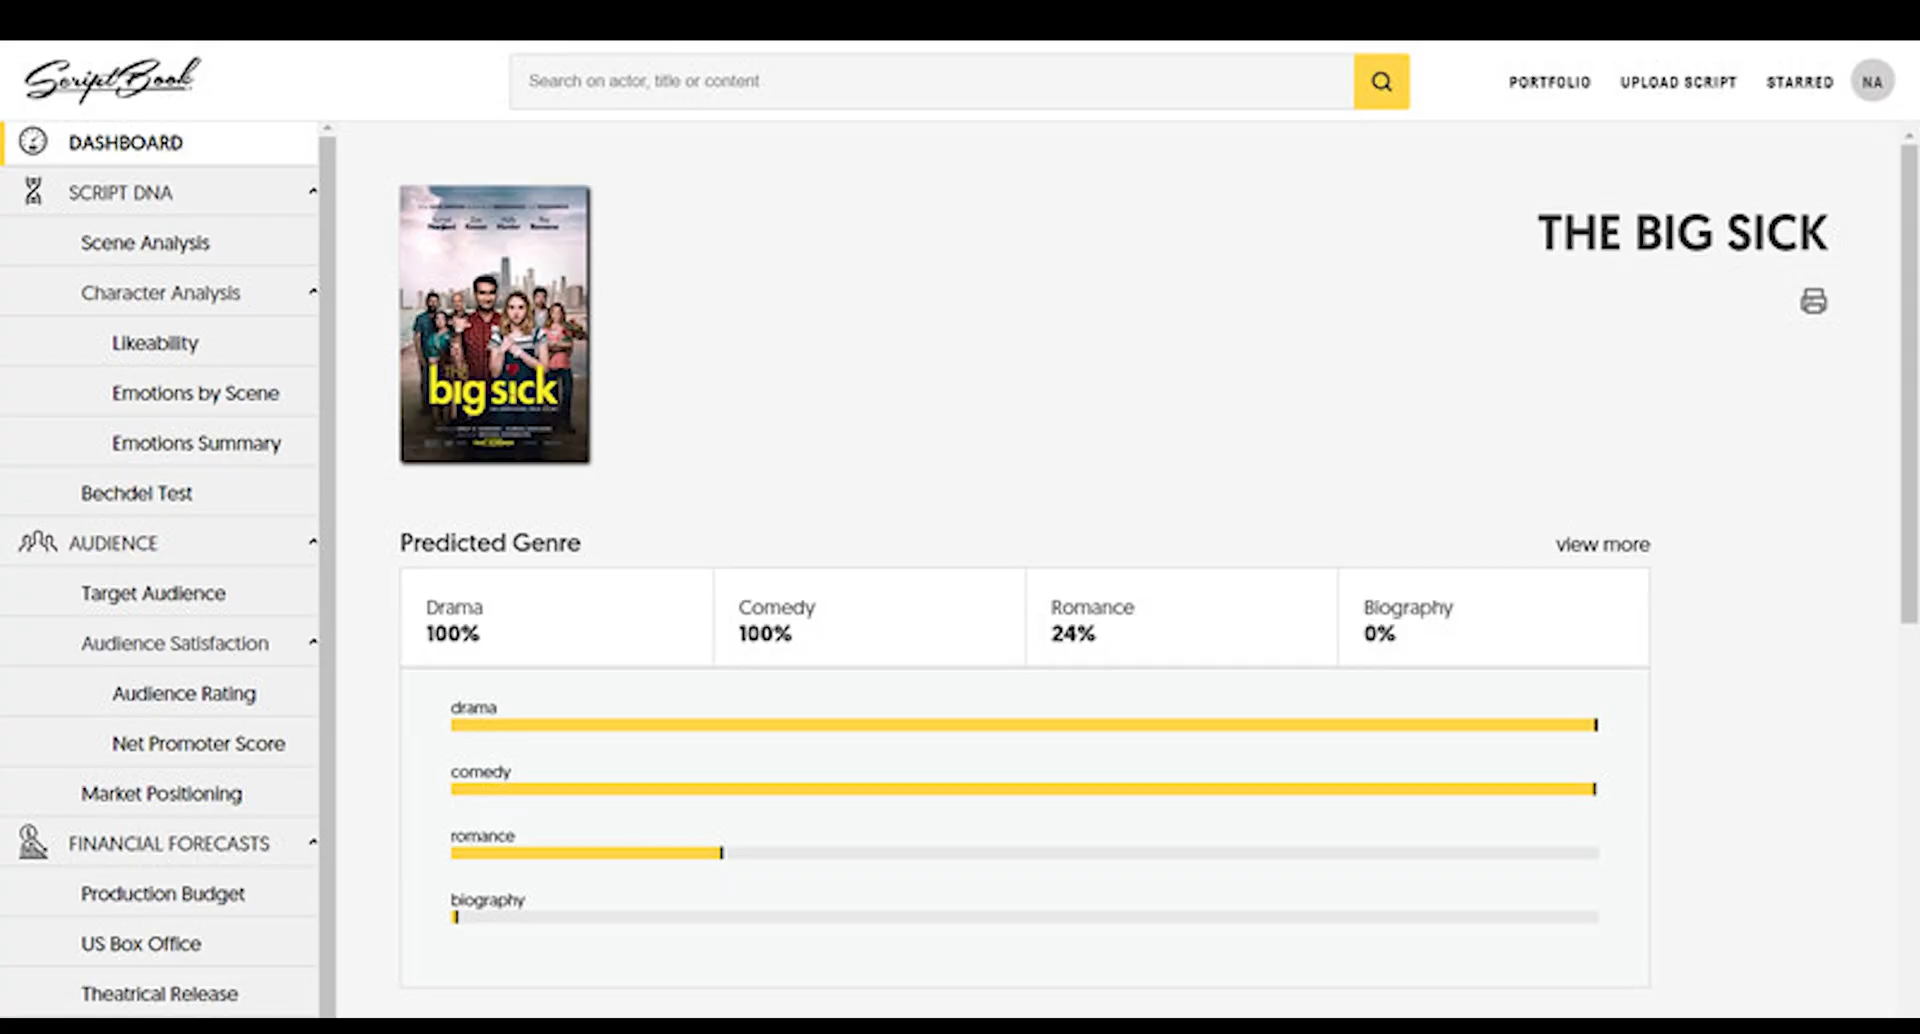 ScriptBook
Search on actor, title or content
PORTFOLIO
UPLOAD SCRIPT
STARRED
NA
DASHBOARD
SCRIPT DNA
Scene Analysis
Character Analysis
Likeability
Emotions by Scene
Emotions Summary
Bechdel Test
AUDIENCE
Target Audience
Audience Satisfaction
Audience Rating
Net Promoter Score
Market Positioning
FINANCIAL FORECASTS
Production Budget
US Box Office
Theatrical Release
big sick
THE BIG SICK
Predicted Genre
view more
Drama
100%
Comedy
100%
Romance
24%
Biography
0%
drama
comedy
romance
biography